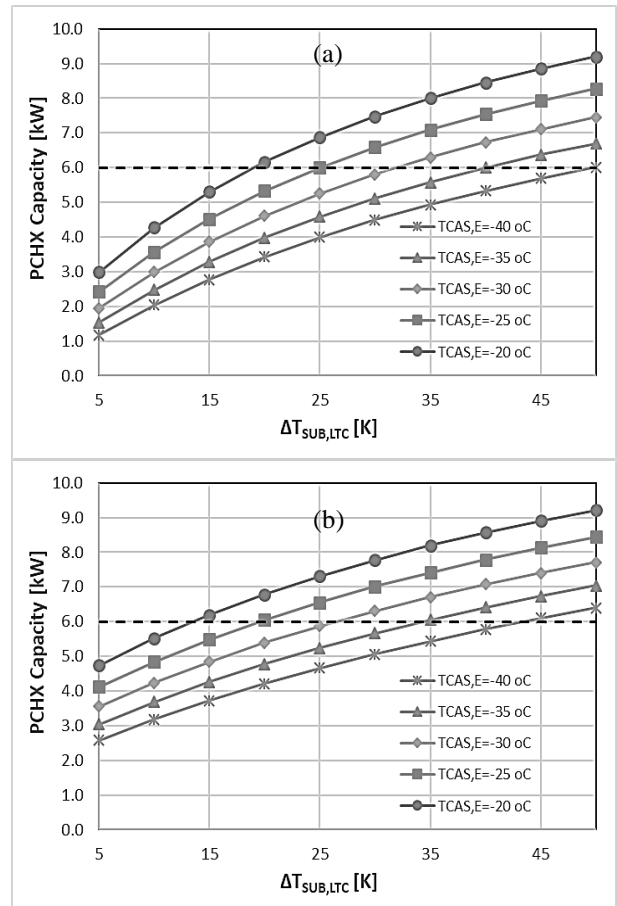 (a)
PCHX Capacity [kW]
10.0
9.0
8.0
7.0
6.0
5.0
4.0
3.0
2.0
1.0
0.0
TCAS,E=-40 oC
TCAS,E=-35 oC
TCAS,E=-30 oC
TCAS,E=-25 oC
TCAS,E=-20 oC
5 15 25 35 45
ΔTSUB,LTC [K]
(b)
PCHX Capacity [kW]
10.0
9.0
8.0
7.0
6.0
5.0
4.0
3.0
2.0
1.0
0.0
TCAS,E=-40 oC
TCAS,E=-35 oC
TCAS,E=-30 oC
TCAS,E=-25 oC
TCAS,E=-20 oC
5 15 25 35 45
ΔTSUB,LTC [K]